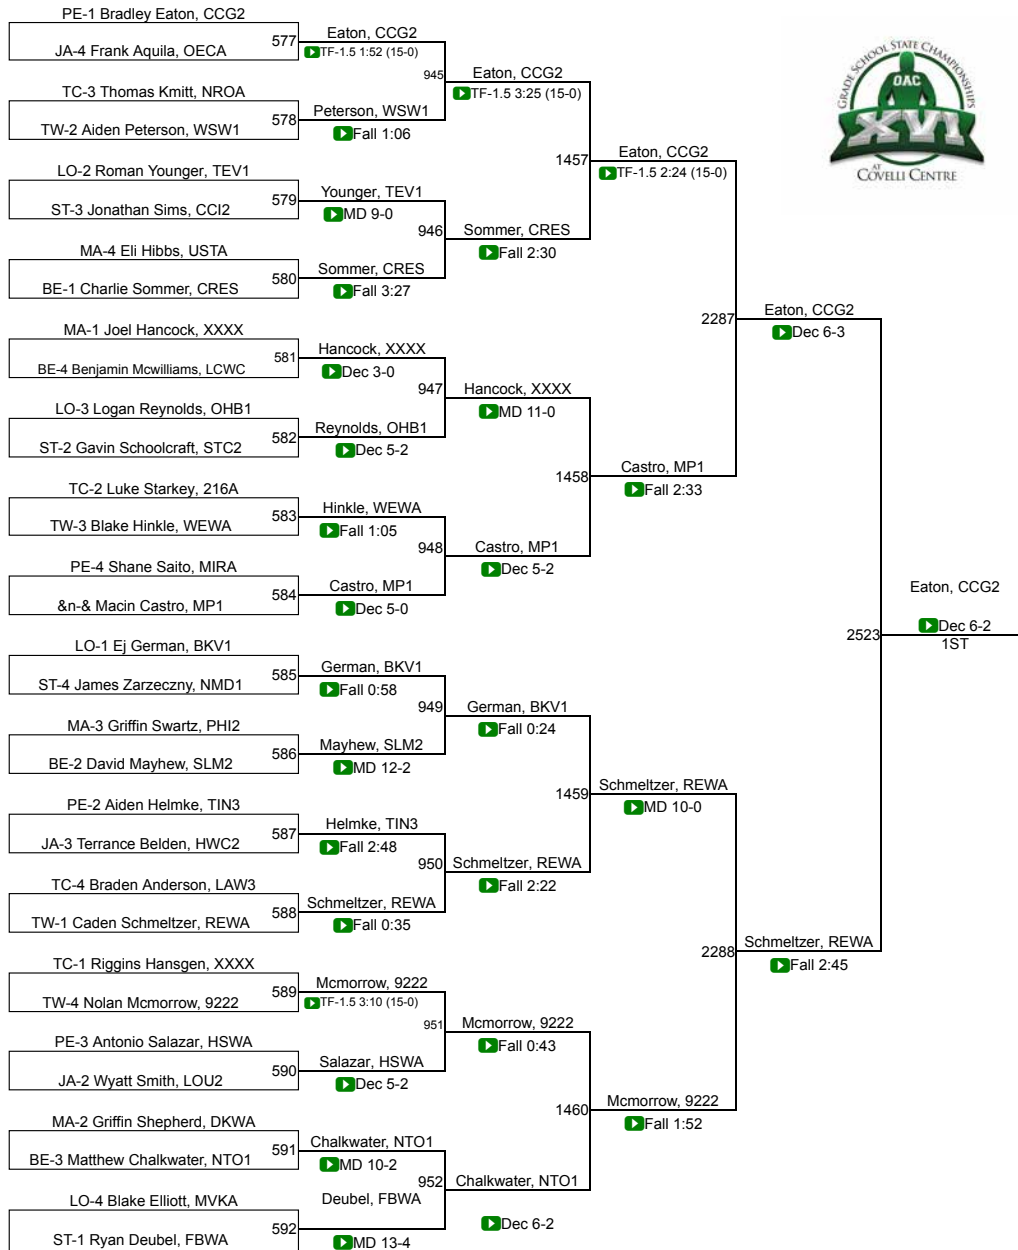 PE-1 Bradley Eaton, CCG2
577
JA-4 Frank Aquila, OECA
Eaton, CCG2
TF-1.5 1:52 (15-0)
945
TC-3 Thomas Kmitt, NROA
578
TW-2 Aiden Peterson, WSW1
Peterson, WSW1
Fall 1:06
Eaton, CCG2
TF-1.5 3:25 (15-0)
1457
LO-2 Roman Younger, TEV1
579
ST-3 Jonathan Sims, CCI2
Younger, TEV1
MD 9-0
946
MA-4 Eli Hibbs, USTA
580
BE-1 Charlie Sommer, CRES
Sommer, CRES
Fall 3:27
Sommer, CRES
Fall 2:30
Eaton, CCG2
TF-1.5 2:24 (15-0)
2287
MA-1 Joel Hancock, XXXX
581
BE-4 Benjamin Mcwilliams, LCWC
Hancock, XXXX
Dec 3-0
947
LO-3 Logan Reynolds, OHB1
582
ST-2 Gavin Schoolcraft, STC2
Reynolds, OHB1
Dec 5-2
Hancock, XXXX
MD 11-0
1458
TC-2 Luke Starkey, 216A
583
TW-3 Blake Hinkle, WEWA
Hinkle, WEWA
Fall 1:05
948
PE-4 Shane Saito, MIRA
584
&n-& Macin Castro, MP1
Castro, MP1
Dec 5-0
Castro, MP1
Dec 5-2
Castro, MP1
Fall 2:33
Eaton, CCG2
Dec 6-3
2523
LO-1 Ej German, BKV1
585
ST-4 James Zarzeczny, NMD1
German, BKV1
Fall 0:58
949
MA-3 Griffin Swartz, PHI2
586
BE-2 David Mayhew, SLM2
Mayhew, SLM2
MD 12-2
German, BKV1
Fall 0:24
1459
PE-2 Aiden Helmke, TIN3
587
JA-3 Terrance Belden, HWC2
Helmke, TIN3
Fall 2:48
950
TC-4 Braden Anderson, LAW3
588
TW-1 Caden Schmeltzer, REWA
Schmeltzer, REWA
Fall 0:35
Schmeltzer, REWA
Fall 2:22
Schmeltzer, REWA
MD 10-0
2288
TC-1 Riggins Hansgen, XXXX
589
TW-4 Nolan Mcmorrow, 9222
Mcmorrow, 9222
TF-1.5 3:10 (15-0)
951
PE-3 Antonio Salazar, HSWA
590
JA-2 Wyatt Smith, LOU2
Salazar, HSWA
Dec 5-2
Mcmorrow, 9222
Fall 0:43
1460
MA-2 Griffin Shepherd, DKWA
591
BE-3 Matthew Chalkwater, NTO1
Chalkwater, NTO1
MD 10-2
952
LO-4 Blake Elliott, MVKA
592
ST-1 Ryan Deubel, FBWA
Deubel, FBWA
MD 13-4
Chalkwater, NTO1
Dec 6-2
Mcmorrow, 9222
Fall 1:52
Schmeltzer, REWA
Fall 2:45
Eaton, CCG2
Dec 6-2
1ST
GRADE SCHOOL STATE CHAMPIONSHIPS
OAC
XVI
AT
COVELLI CENTRE